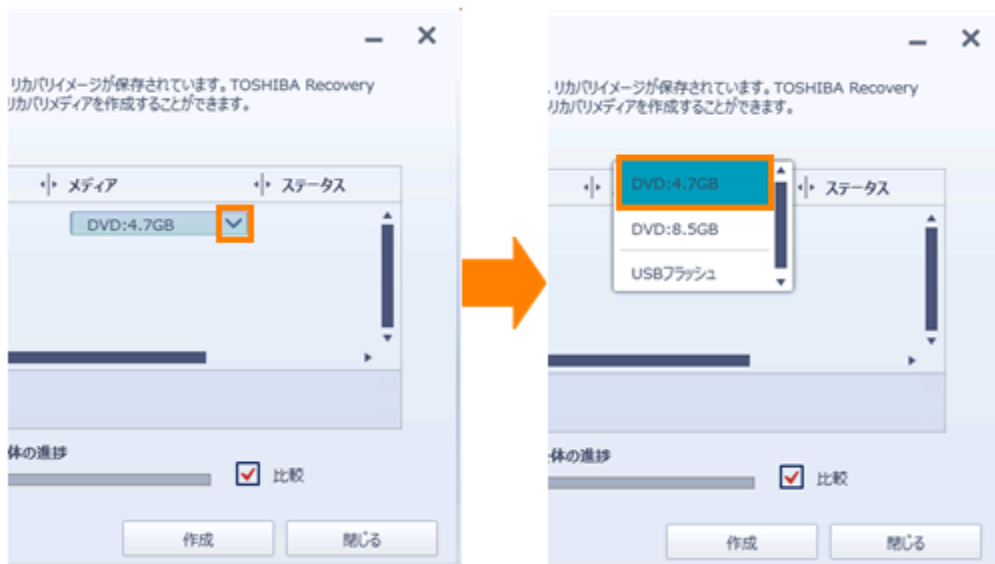 リカバリイメージが保存されています。TOSHIBA Recovery
リカバリメディアを作成することができます。
メディア
ステータス
DVD:4.7GB
体の進捗
比較
作成
閉じる
リカバリイメージが保存されています。TOSHIBA Recovery
リカバリメディアを作成することができます。
ステータス
DVD:4.7GB
DVD:8.5GB
USBフラッシュ
体の進捗
比較
作成
閉じる